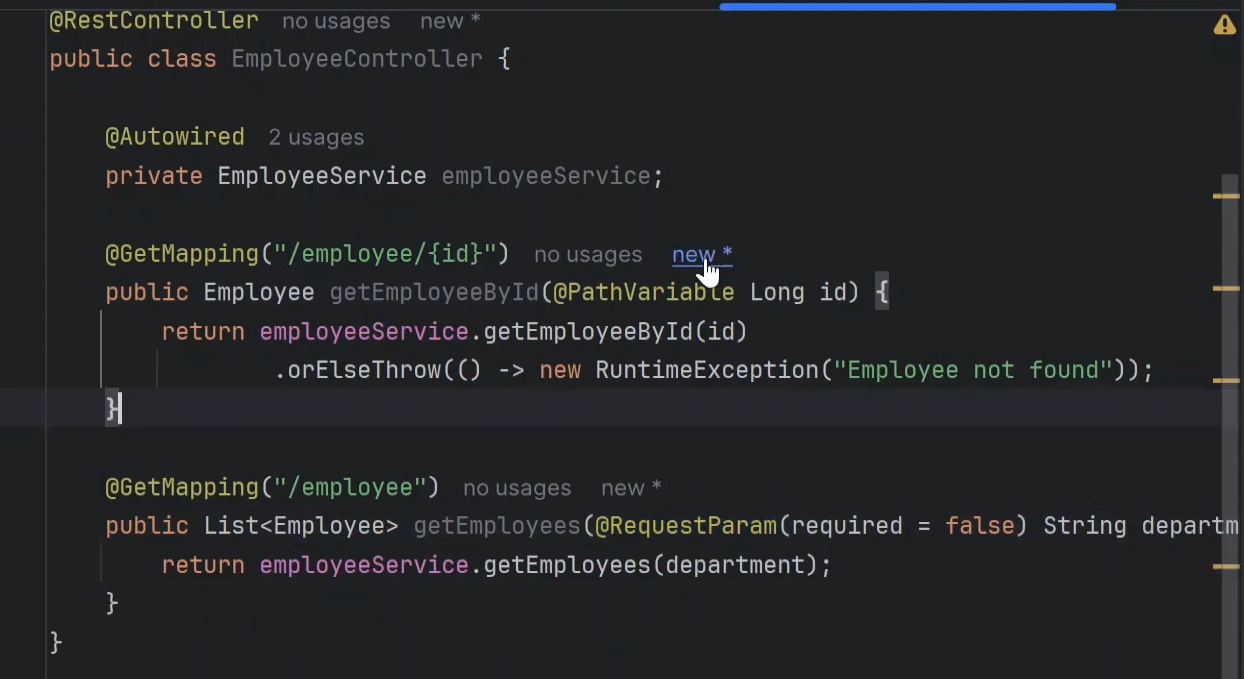 @RestController no usages new *
public class EmployeeController {
@Autowired 2 usages
private EmployeeService employeeService;
@GetMapping("/employee/{id}") no usages new *
public Employee getEmployeeById(@PathVariable Long id) {
return employeeService.getEmployeeById(id)
.orElseThrow(() -> new RuntimeException("Employee not found"));
}
@GetMapping("/employee") no usages new *
public List<Employee> getEmployees(@RequestParam(required = false) String departm
return employeeService.getEmployees(department);
}
}